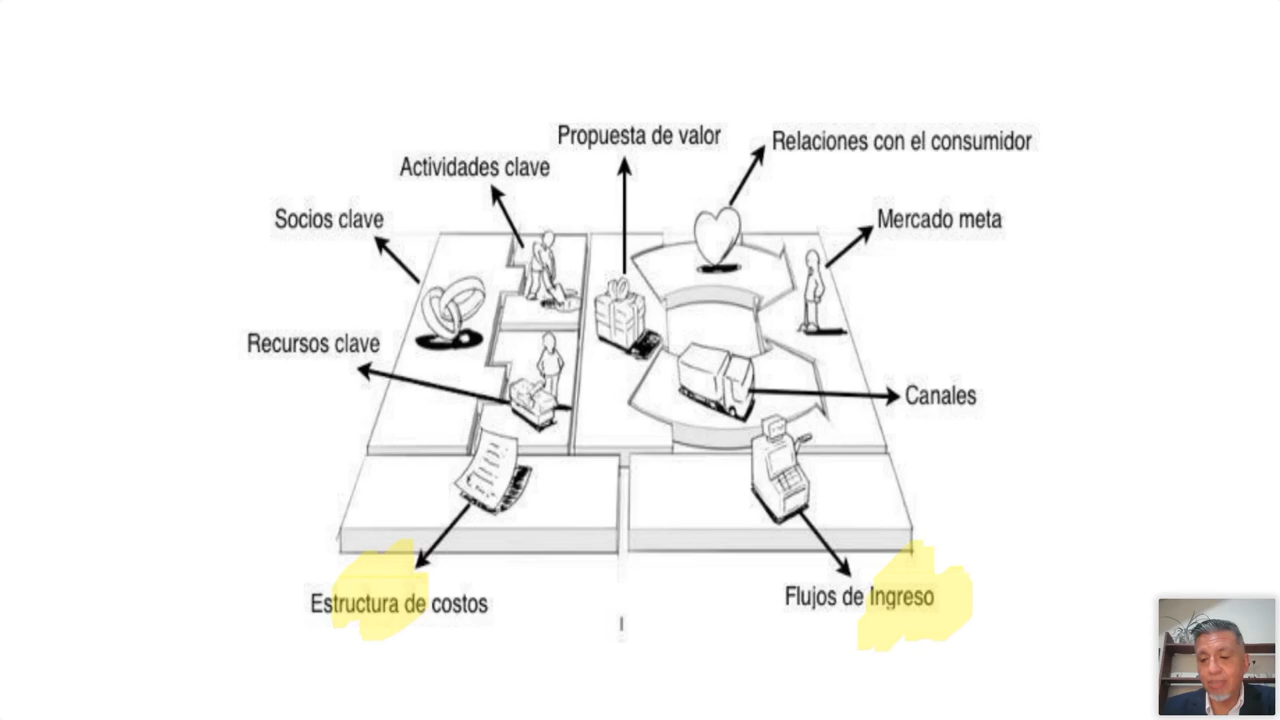 Propuesta de valor
Relaciones con el consumidor
Actividades clave
Socios clave
Mercado meta
Recursos clave
Canales
Estructura de costos
Flujos de Ingreso